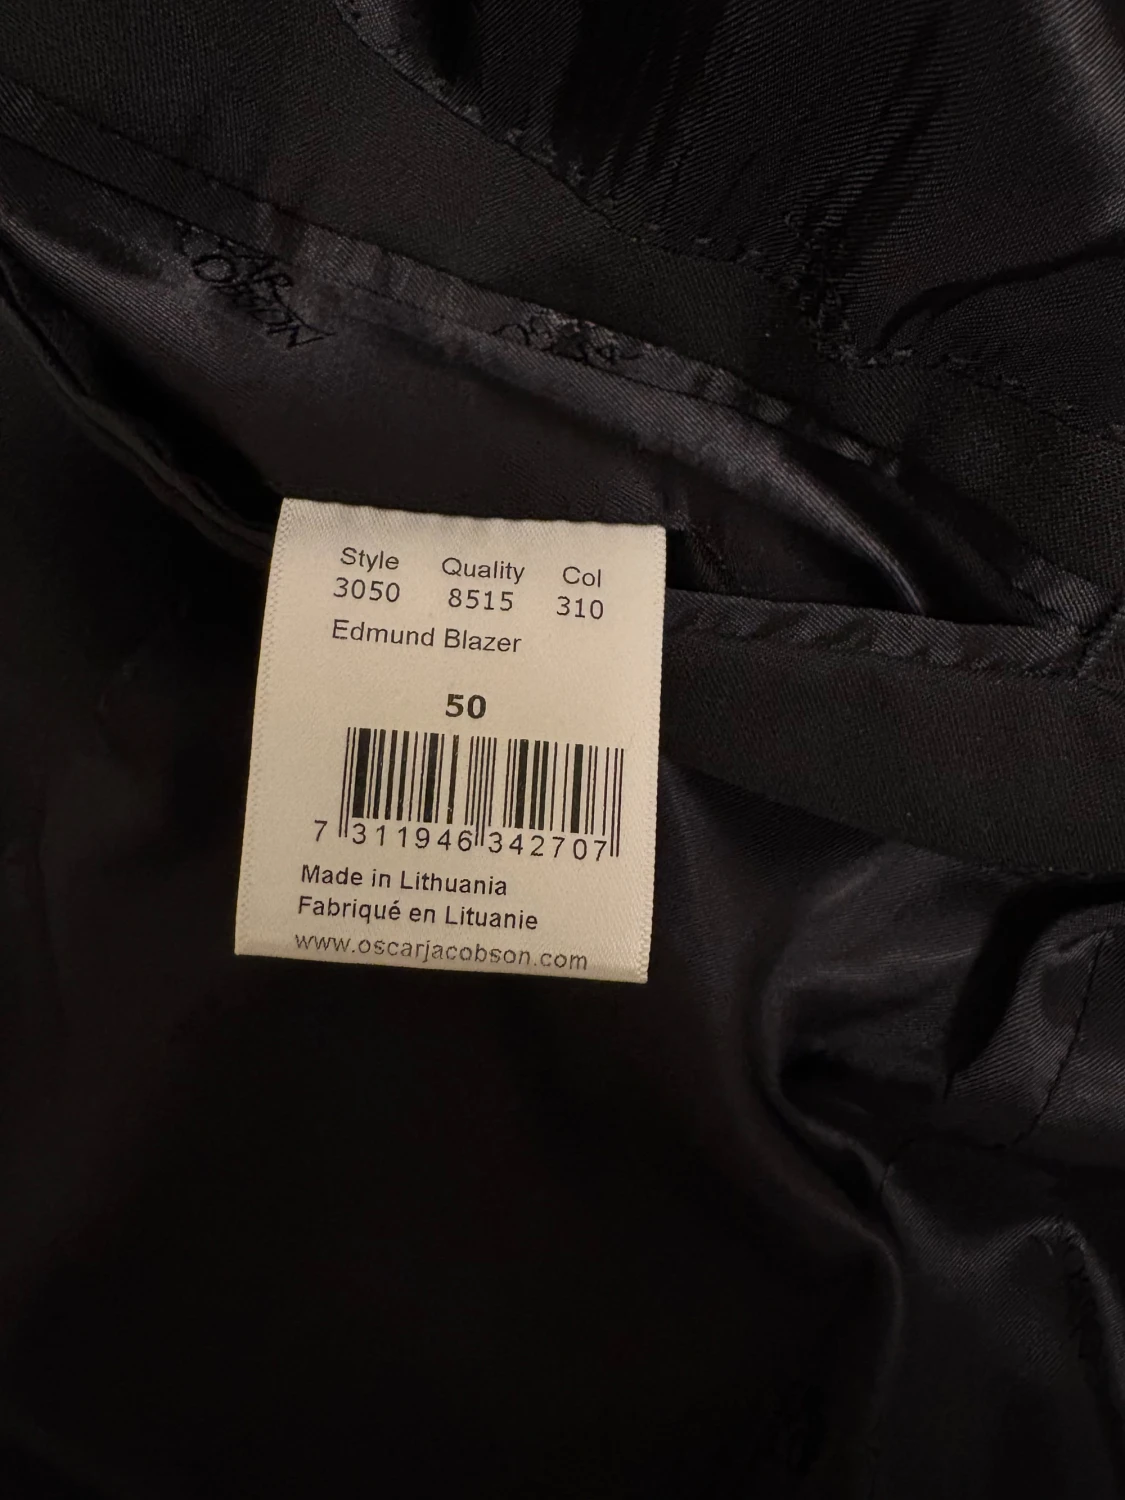 Style Quality Col
3050 8515 310
Edmund Blazer
50
7 311946 342707
Made in Lithuania
Fabriqué en Lituanie
www.oscarjacobson.com